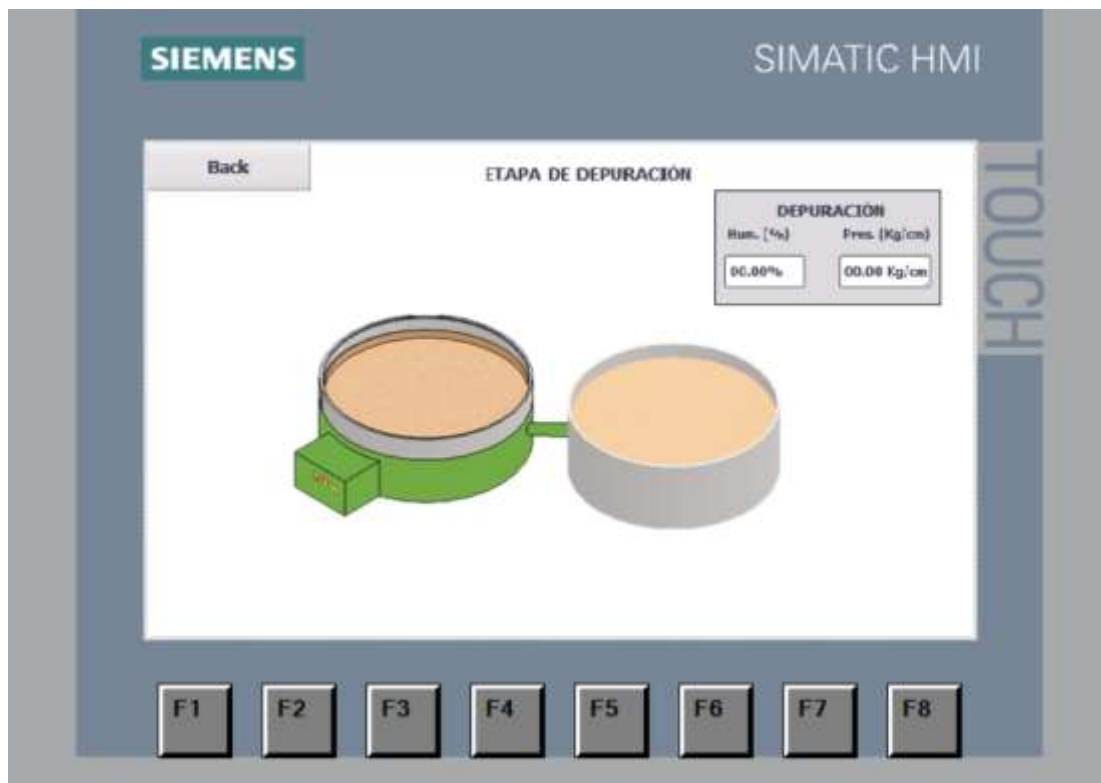 SIEMENS
SIMATIC HMI
TOUCH
Back
ETAPA DE DEPURACIÓN
DEPURACIÓN
Hum. (%) Pres. (Kg/cm)
00.00% 00.00 Kg/cm
F1 F2 F3 F4 F5 F6 F7 F8